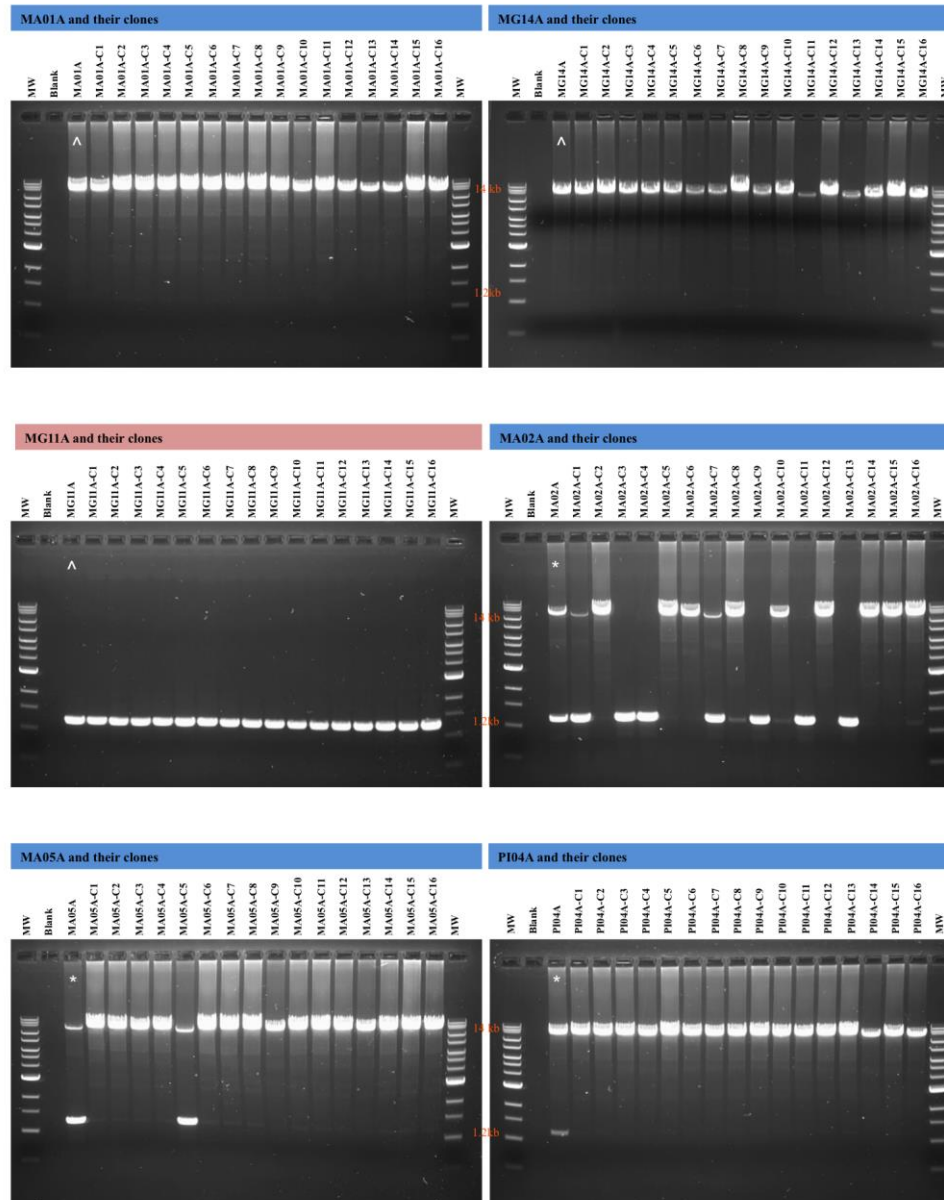 MA01A and their clones
MW Blank MA01A MA01A-C1 MA01A-C2 MA01A-C3 MA01A-C4 MA01A-C5 MA01A-C6 MA01A-C7 MA01A-C8 MA01A-C9 MA01A-C10 MA01A-C11 MA01A-C12 MA01A-C13 MA01A-C14 MA01A-C15 MA01A-C16 MW
^
MG14A and their clones
MW Blank MG14A MG14A-C1 MG14A-C2 MG14A-C3 MG14A-C4 MG14A-C5 MG14A-C6 MG14A-C7 MG14A-C8 MG14A-C9 MG14A-C10 MG14A-C11 MG14A-C12 MG14A-C13 MG14A-C14 MG14A-C15 MG14A-C16 MW
^
14 kb
1.2kb
MG11A and their clones
MW Blank MG11A MG11A-C1 MG11A-C2 MG11A-C3 MG11A-C4 MG11A-C5 MG11A-C6 MG11A-C7 MG11A-C8 MG11A-C9 MG11A-C10 MG11A-C11 MG11A-C12 MG11A-C13 MG11A-C14 MG11A-C15 MG11A-C16 MW
^
MA02A and their clones
MW Blank MA02A MA02A-C1 MA02A-C2 MA02A-C3 MA02A-C4 MA02A-C5 MA02A-C6 MA02A-C7 MA02A-C8 MA02A-C9 MA02A-C10 MA02A-C11 MA02A-C12 MA02A-C13 MA02A-C14 MA02A-C15 MA02A-C16 MW
*
14 kb
1.2kb
MA05A and their clones
MW Blank MA05A MA05A-C1 MA05A-C2 MA05A-C3 MA05A-C4 MA05A-C5 MA05A-C6 MA05A-C7 MA05A-C8 MA05A-C9 MA05A-C10 MA05A-C11 MA05A-C12 MA05A-C13 MA05A-C14 MA05A-C15 MA05A-C16 MW
*
PI04A and their clones
MW Blank PI04A PI04A-C1 PI04A-C2 PI04A-C3 PI04A-C4 PI04A-C5 PI04A-C6 PI04A-C7 PI04A-C8 PI04A-C9 PI04A-C10 PI04A-C11 PI04A-C12 PI04A-C13 PI04A-C14 PI04A-C15 PI04A-C16 MW
*
14 kb
1.2kb